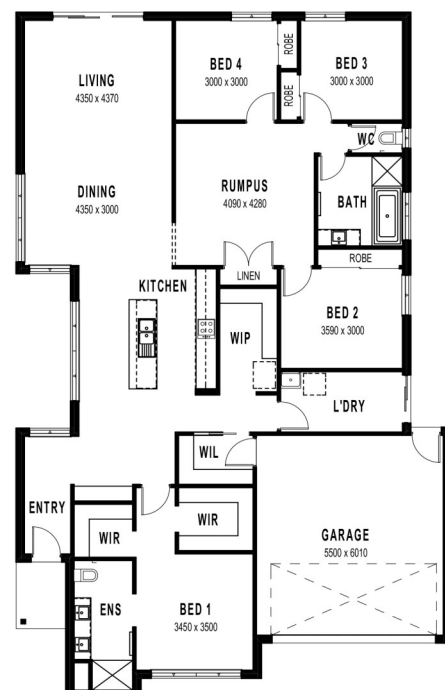 BED 4
3000 x 3000
ROBE
BED 3
3000 x 3000
ROBE
LIVING
4350 x 4370
WC
RUMPUS
4090 x 4280
DINING
4350 x 3000
BATH
ROBE
LINEN
KITCHEN
BED 2
3590 x 3000
WIP
L'DRY
WIL
ENTRY
WIR
WIR
GARAGE
5500 x 6010
ENS
BED 1
3450 x 3500